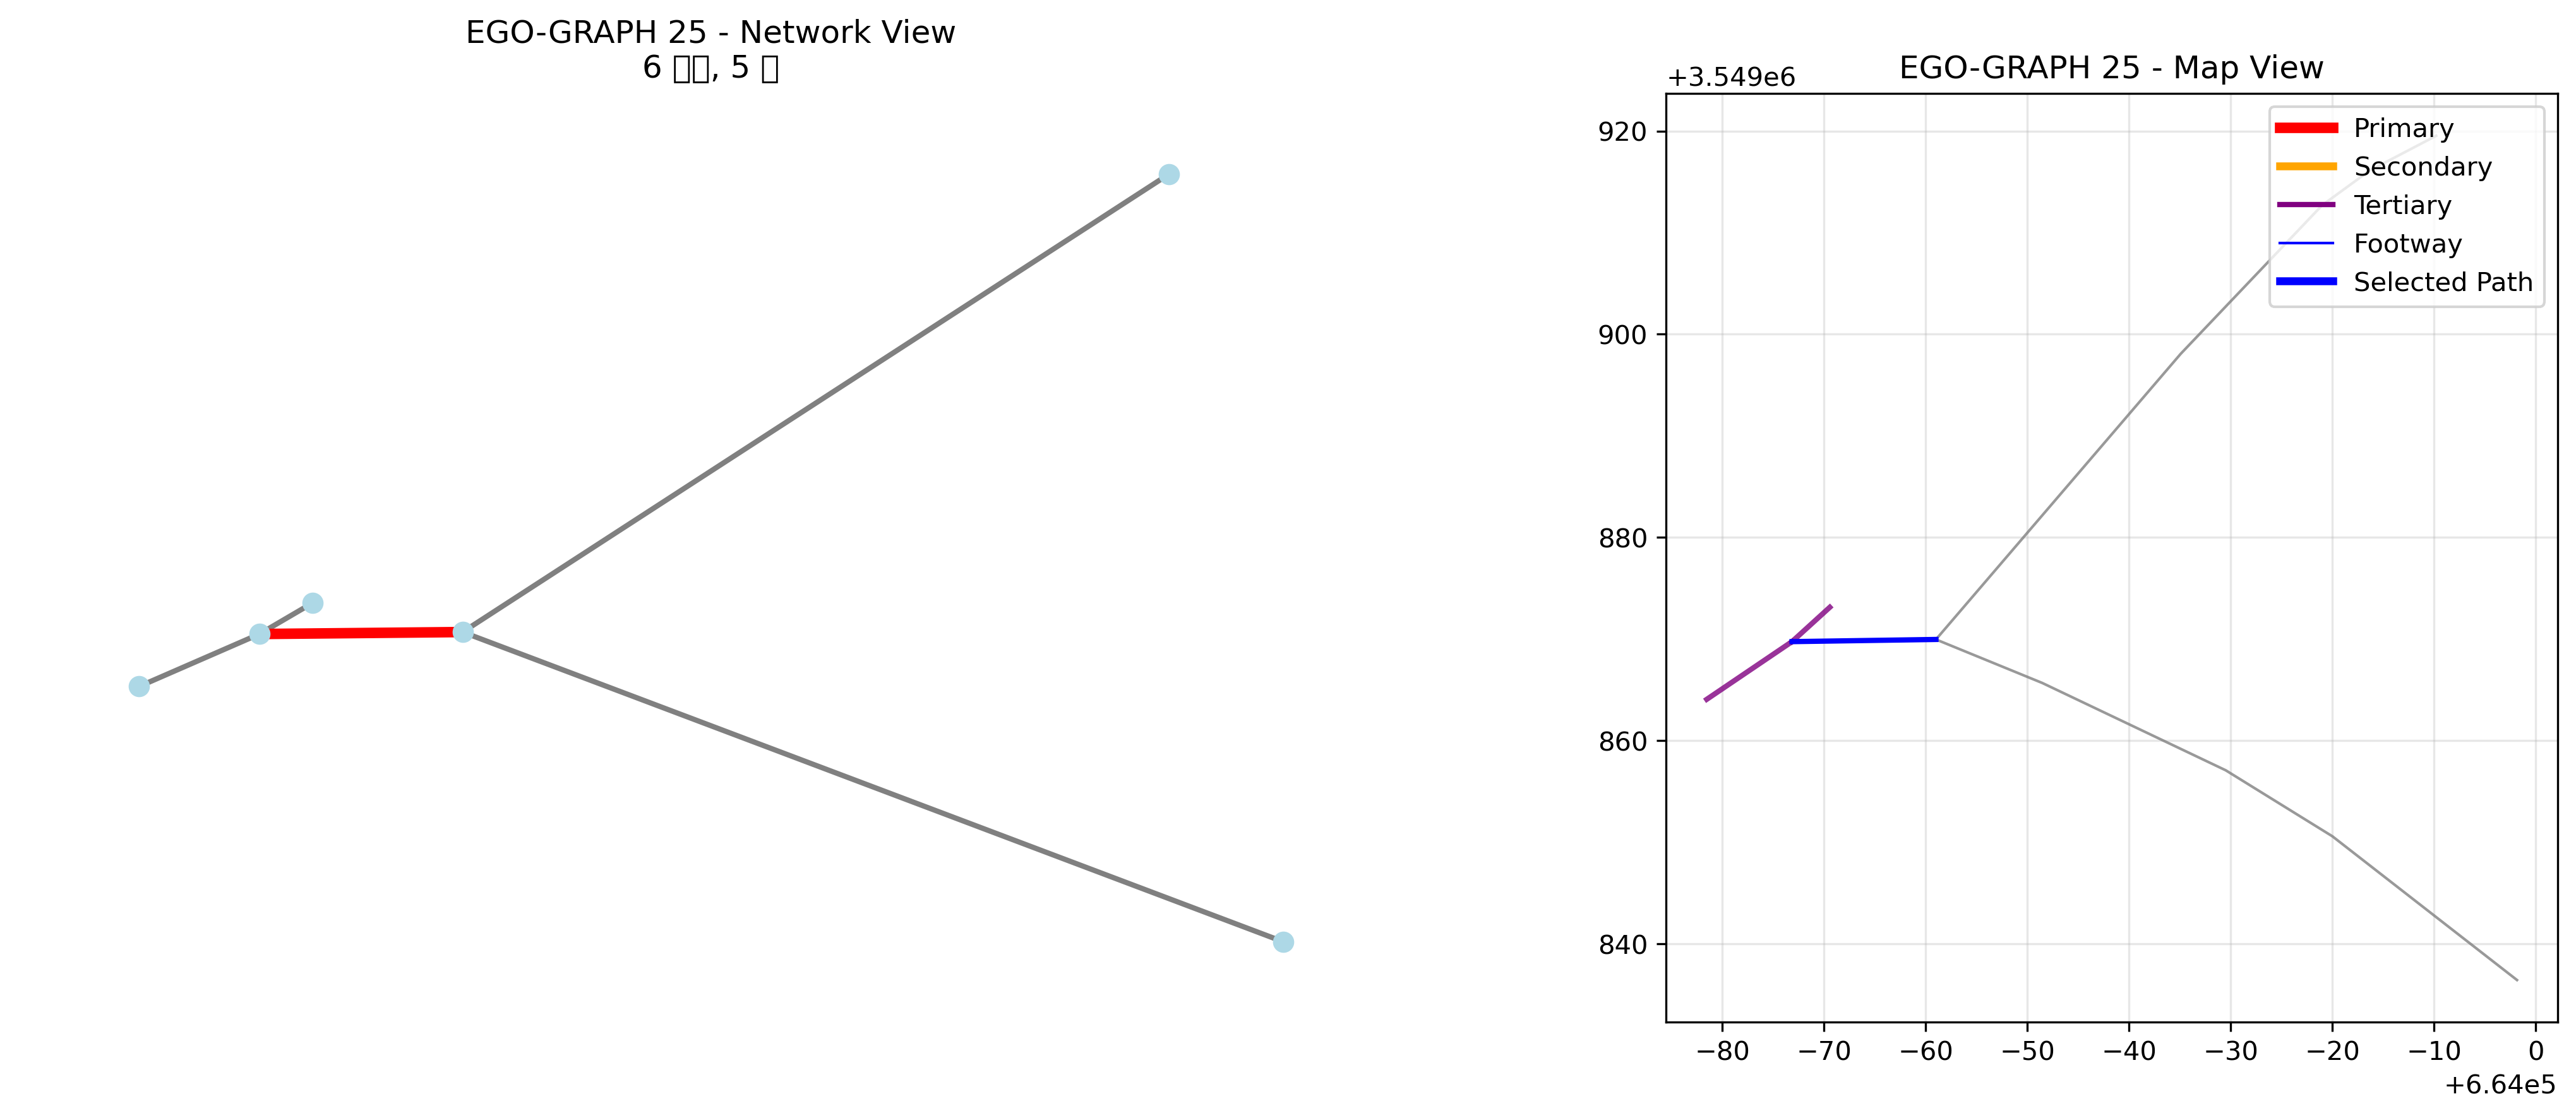 EGO-GRAPH 25 - Network View
6 , 5
EGO-GRAPH 25 - Map View
+3.549e6
920
900
880
860
840
Primary
Secondary
Tertiary
Footway
Selected Path
−80 −70 −60 −50 −40 −30 −20 −10 0
+6.64e5